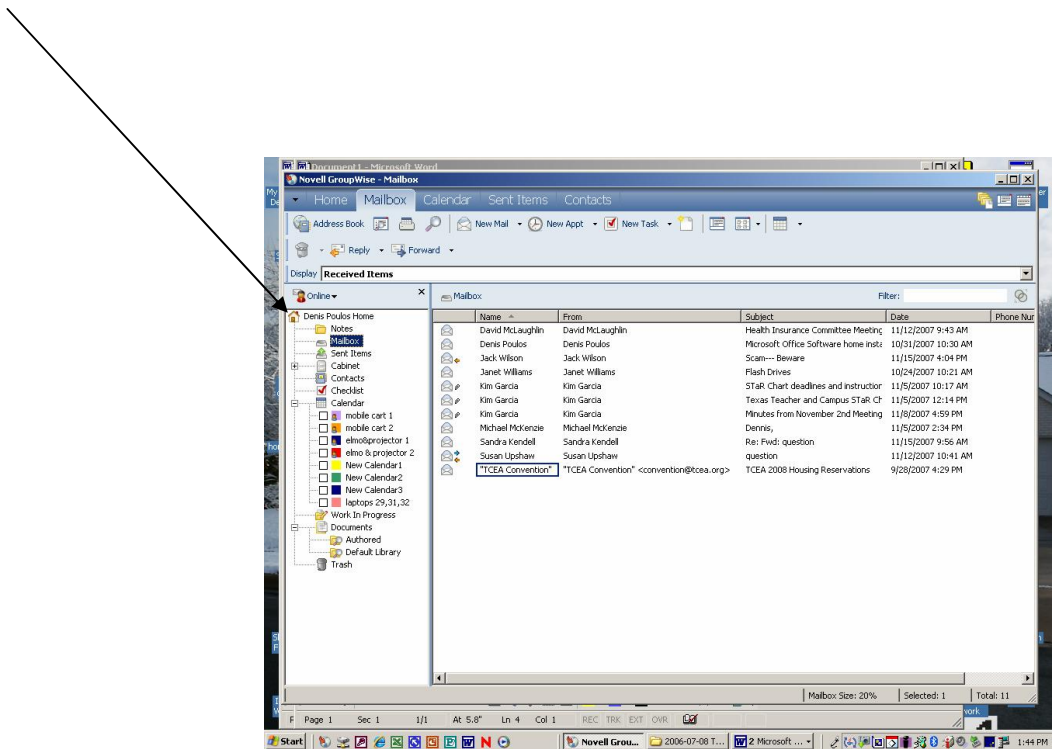 Document1 - Microsoft Word
Novell GroupWise - Mailbox
Home Mailbox Calendar Sent Items Contacts
Address Book New Mail New Appt New Task
Reply Forward
Display Received Items
Online
Mailbox
Filter:
Denis Poulos Home
Notes
Mailbox
Sent Items
Cabinet
Contacts
Checklist
Calendar
mobile cart 1
mobile cart 2
elmo&projector 1
elmo & projector 2
New Calendar1
New Calendar2
New Calendar3
laptops 29,31,32
Work In Progress
Documents
Authored
Default Library
Trash
Name From Subject Date Phone Nur
David McLaughlin David McLaughlin Health Insurance Committee Meeting 11/12/2007 9:43 AM
Denis Poulos Denis Poulos Microsoft Office Software home insta 10/31/2007 10:30 AM
Jack Wilson Jack Wilson Scam--- Beware 11/15/2007 4:04 PM
Janet Williams Janet Williams Flash Drives 10/24/2007 10:21 AM
Kim Garcia Kim Garcia STaR Chart deadlines and instruction 11/5/2007 10:17 AM
Kim Garcia Kim Garcia Texas Teacher and Campus STaR Ch 11/5/2007 12:14 PM
Kim Garcia Kim Garcia Minutes from November 2nd Meeting 11/8/2007 4:59 PM
Michael McKenzie Michael McKenzie Dennis, 11/5/2007 2:34 PM
Sandra Kendell Sandra Kendell Re: Fwd: question 11/15/2007 9:56 AM
Susan Upshaw Susan Upshaw question 11/12/2007 10:41 AM
"TCEA Convention" "TCEA Convention" <convention@tcea.org> TCEA 2008 Housing Reservations 9/28/2007 4:29 PM
Mailbox Size: 20% Selected: 1 Total: 11
Page 1 Sec 1 1/1 At 5.8" Ln 4 Col 1 REC TRK EXT OVR
Start Novell Grou... 2006-07-08 T... 2 Microsoft ... 1:44 PM